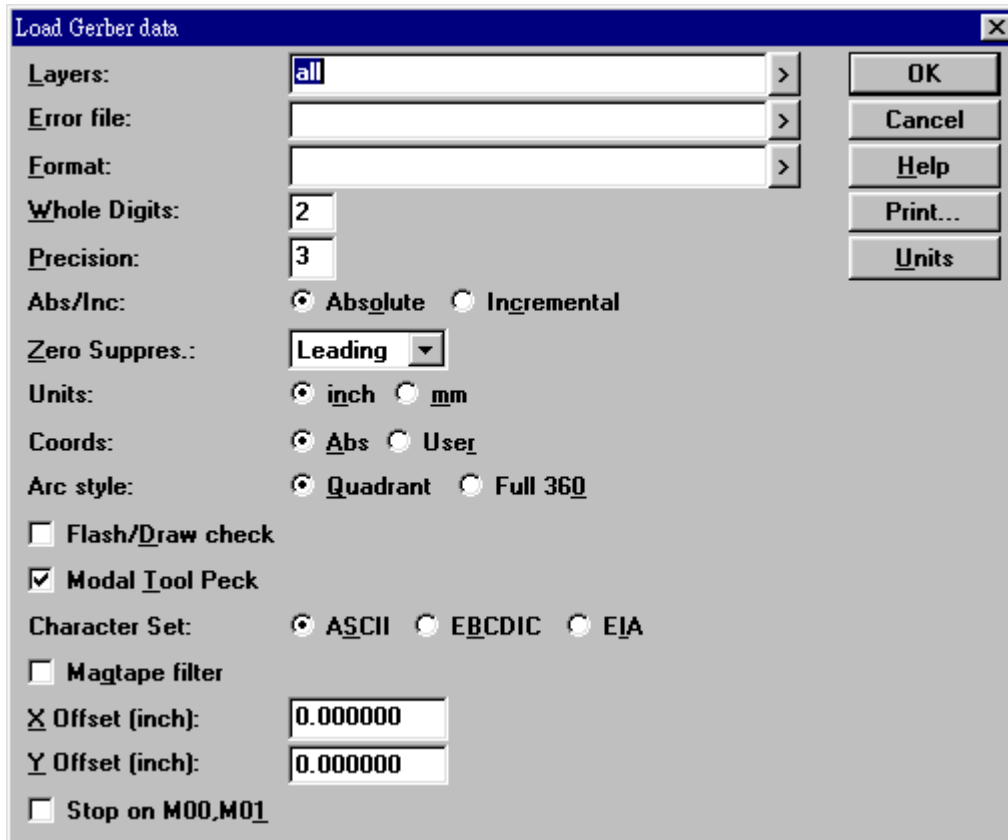 Load Gerber data
Layers: all > OK
Error file: > Cancel
Format: > Help
Whole Digits: 2 Print...
Precision: 3 Units
Abs/Inc: Absolute Incremental
Zero Suppres.: Leading
Units: inch mm
Coords: Abs User
Arc style: Quadrant Full 360
Flash/Draw check
Modal Tool Peck
Character Set: ASCII EBCDIC EIA
Magtape filter
X Offset (inch): 0.000000
Y Offset (inch): 0.000000
Stop on M00,M01